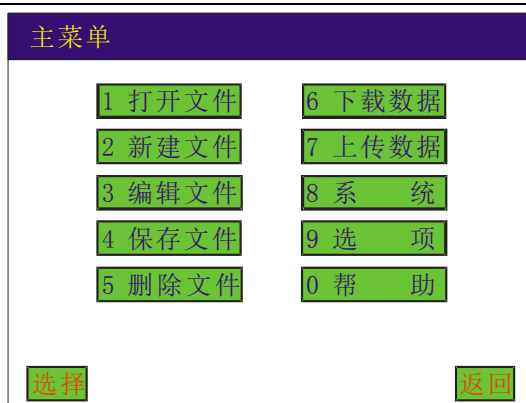 主菜单
1 打开文件
6 下载数据
2 新建文件
7 上传数据
3 编辑文件
8 系 统
4 保存文件
9 选 项
5 删除文件
0 帮 助
选择
返回